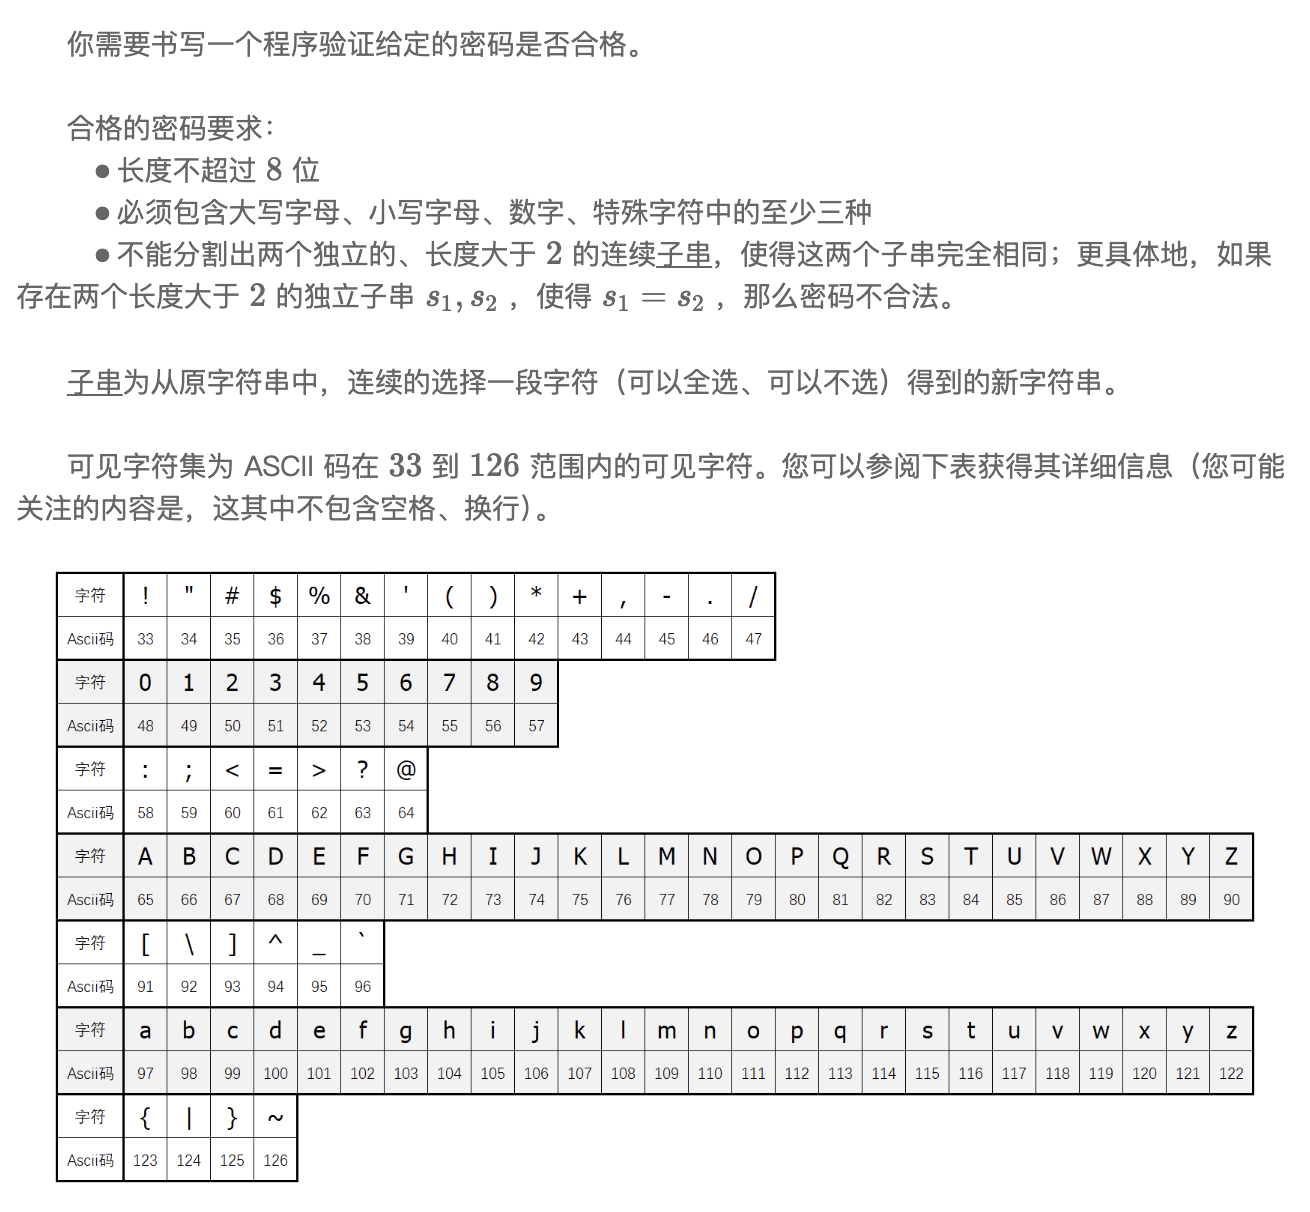 你需要书写一个程序验证给定的密码是否合格。
合格的密码要求：
● 长度不超过 8 位
● 必须包含大写字母、小写字母、数字、特殊字符中的至少三种
● 不能分割出两个独立的、长度大于 2 的连续子串，使得这两个子串完全相同；更具体地，如果
存在两个长度大于 2 的独立子串 s₁, s₂ ，使得 s₁ = s₂ ，那么密码不合法。
子串为从原字符串中，连续的选择一段字符（可以全选、可以不选）得到的新字符串。
可见字符集为 ASCII 码在 33 到 126 范围内的可见字符。您可以参阅下表获得其详细信息（您可能
关注的内容是，这其中不包含空格、换行）。
字符 ! " # $ % & ' ( ) * + , - . /
Ascii码 33 34 35 36 37 38 39 40 41 42 43 44 45 46 47
字符 0 1 2 3 4 5 6 7 8 9
Ascii码 48 49 50 51 52 53 54 55 56 57
字符 : ; < = > ? @
Ascii码 58 59 60 61 62 63 64
字符 A B C D E F G H I J K L M N O P Q R S T U V W X Y Z
Ascii码 65 66 67 68 69 70 71 72 73 74 75 76 77 78 79 80 81 82 83 84 85 86 87 88 89 90
字符 [ \ ] ^ _ `
Ascii码 91 92 93 94 95 96
字符 a b c d e f g h i j k l m n o p q r s t u v w x y z
Ascii码 97 98 99 100 101 102 103 104 105 106 107 108 109 110 111 112 113 114 115 116 117 118 119 120 121 122
字符 { | } ~
Ascii码 123 124 125 126